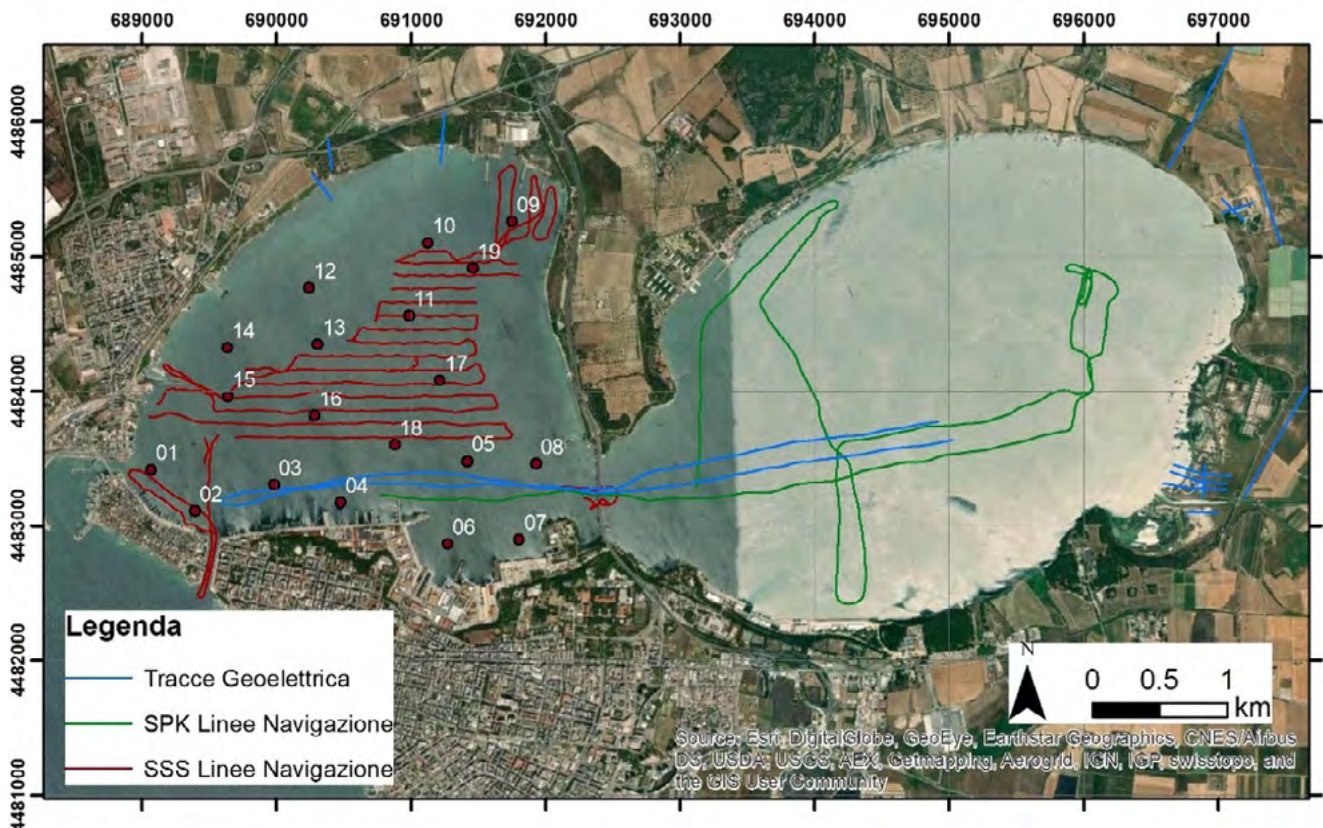 689000 690000 691000 692000 693000 694000 695000 696000 697000
4486000
4485000
4484000
4483000
4482000
4481000
09
10
19
12
11
13
14
17
15
16
18
05
08
01
03
04
02
06
07
Legenda
Tracce Geoelettrica
SPK Linee Navigazione
SSS Linee Navigazione
N
0 0.5 1
km
Source: Esri, DigitalGlobe, GeoEye, Earthstar Geographics, CNES/Airbus
DS, USDA, USGS, AEX, Getmapping, Aerogrid, IGN, IGP, swisstopo, and
the GIS User Community